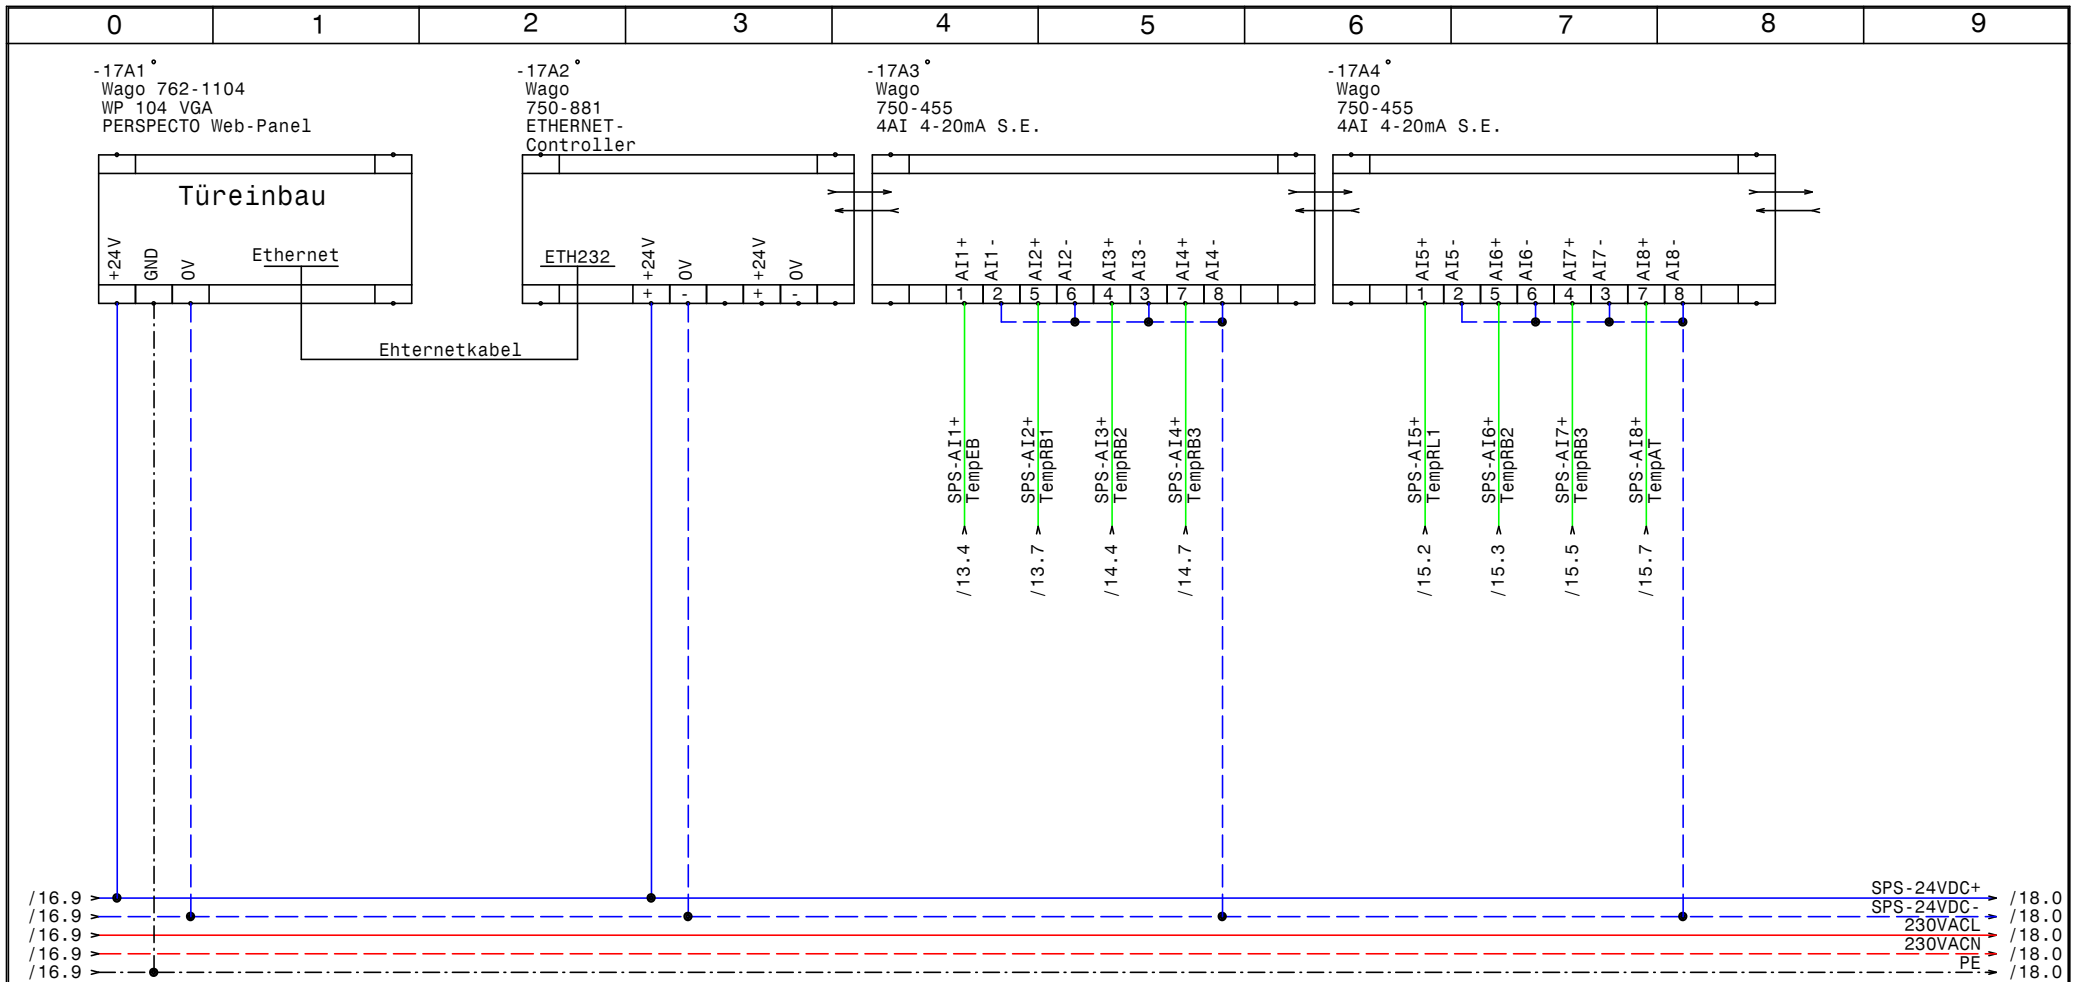 0 1 2 3 4 5 6 7 8 9
-17A1°
Wago 762-1104
WP 104 VGA
PERSPECTO Web-Panel
Türeinbau
+24V
GND
0V
Ethernet
-17A2°
Wago
750-881
ETHERNET-
Controller
ETH232
+24V
0V
+24V
0V
+ - + -
Ehternetkabel
-17A3°
Wago
750-455
4AI 4-20mA S.E.
AI1+
AI1-
AI2+
AI2-
AI3+
AI3-
AI4+
AI4-
1 2 5 6 4 3 7 8
SPS-AI1+
TempEB
SPS-AI2+
TempRB1
SPS-AI3+
TempRB2
SPS-AI4+
TempRB3
/13.4
/13.7
/14.4
/14.7
-17A4°
Wago
750-455
4AI 4-20mA S.E.
AI5+
AI5-
AI6+
AI6-
AI7+
AI7-
AI8+
AI8-
1 2 5 6 4 3 7 8
SPS-AI5+
TempRL1
SPS-AI6+
TempRB2
SPS-AI7+
TempRB3
SPS-AI8+
TempAT
/15.2
/15.3
/15.5
/15.7
/16.9 SPS-24VDC+ /18.0
/16.9 SPS-24VDC- /18.0
/16.9 230VACL /18.0
/16.9 230VACN /18.0
/16.9 PE /18.0